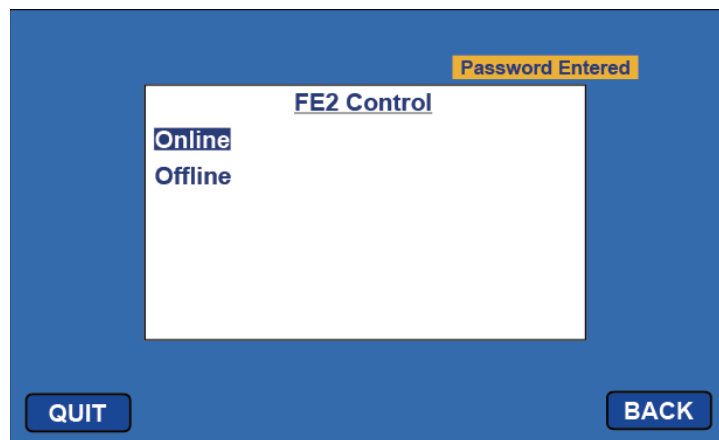 Password Entered
FE2 Control
Online
Offline
QUIT
BACK